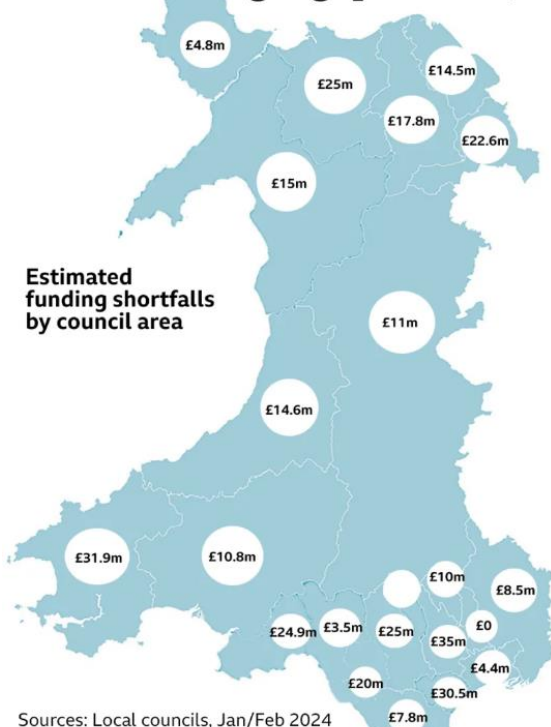 £4.8m
£25m
£14.5m
£17.8m
£22.6m
£15m
Estimated
funding shortfalls
by council area
£11m
£14.6m
£31.9m
£10.8m
£10m
£8.5m
£24.9m
£3.5m
£25m
£0
£35m
£4.4m
£20m
£30.5m
£7.8m
Sources: Local councils, Jan/Feb 2024